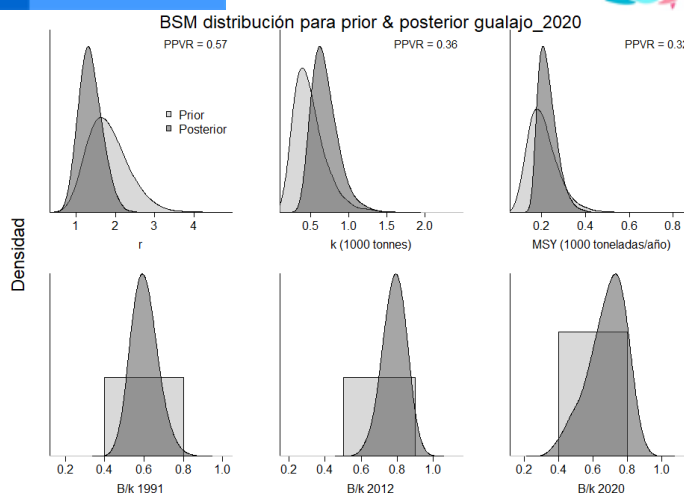 BSM distribución para prior & posterior gualajo_2020
PPVR = 0.57
PPVR = 0.36
PPVR = 0.32
Prior
Posterior
1 2 3 4
0.5 1.0 1.5 2.0
0.2 0.4 0.6 0.8
r
k (1000 tonnes)
MSY (1000 toneladas/año)
Densidad
0.2 0.4 0.6 0.8 1.0
0.2 0.4 0.6 0.8 1.0
0.2 0.4 0.6 0.8 1.0
B/k 1991
B/k 2012
B/k 2020